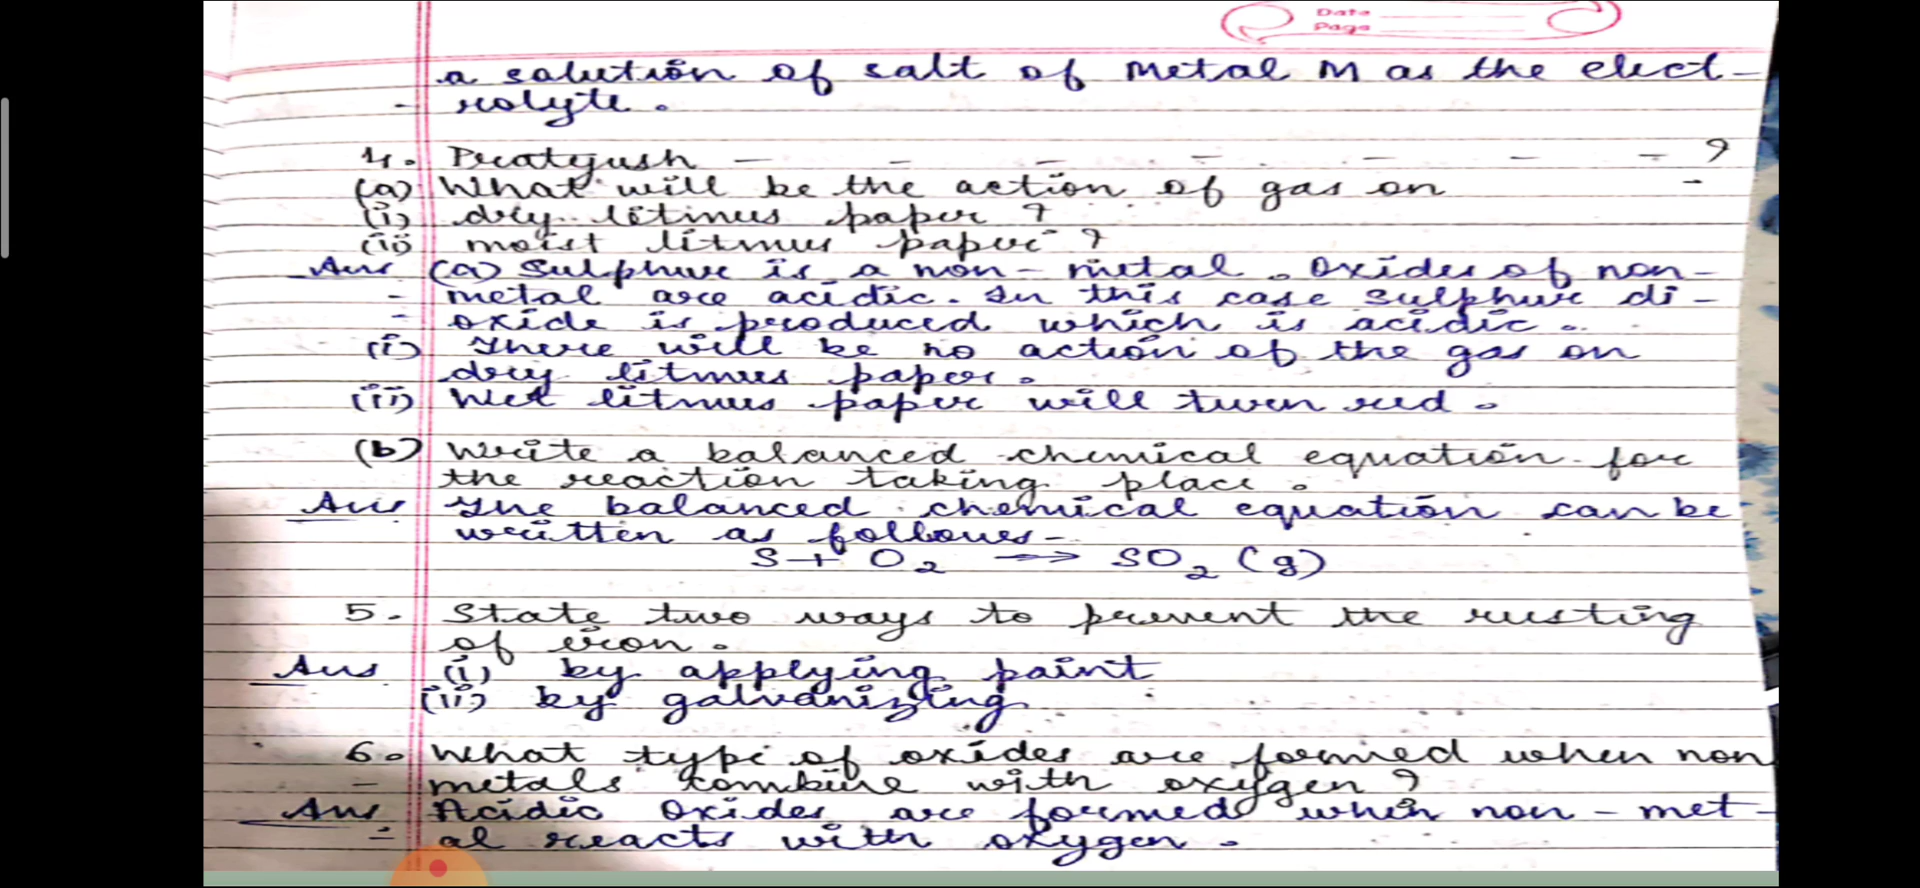 Date
Page
a solution of salt of metal M as the elect-
-rolyte.
4. Pratyush - - - - - - - ?
(a) What will be the action of gas on -
(i) dry litmus paper ?
(ii) moist litmus paper ?
Ans (a) Sulphur is a non-metal. Oxides of non-
- metal are acidic. In this case sulphur di-
- oxide is produced which is acidic.
(i) There will be no action of the gas on
dry litmus paper.
(ii) Wet litmus paper will turn red.
(b) Write a balanced chemical equation for
the reaction taking place.
Ans The balanced chemical equation can be
written as follows-
S + O2 → SO2 (g)
5. State two ways to prevent the rusting
of iron.
Ans (i) by applying paint
(ii) by galvanizing
6. What type of oxides are formed when non
- metals combine with oxygen ?
Ans Acidic Oxides are formed when non-met-
- al reacts with oxygen.